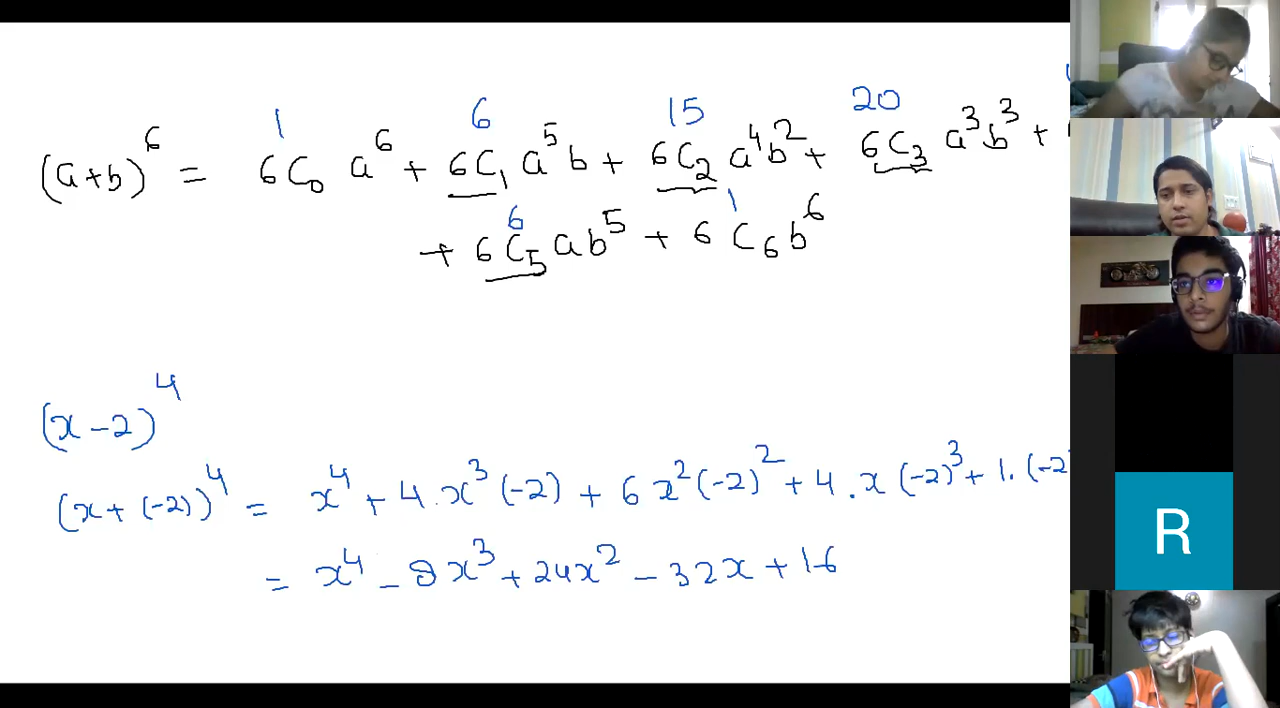 1 6 15 20
(a+b)^6 = 6C₀ a^6 + 6C₁ a^5 b + 6C₂ a^4 b^2 + 6C₃ a^3 b^3 +
6 1
+ 6C₅ ab^5 + 6C₆ b^6
(x-2)^4
(x+(-2))^4 = x^4 + 4.x^3(-2) + 6x^2(-2)^2 + 4.x(-2)^3 + 1.(-2)
= x^4 - 8x^3 + 24x^2 - 32x + 16
R